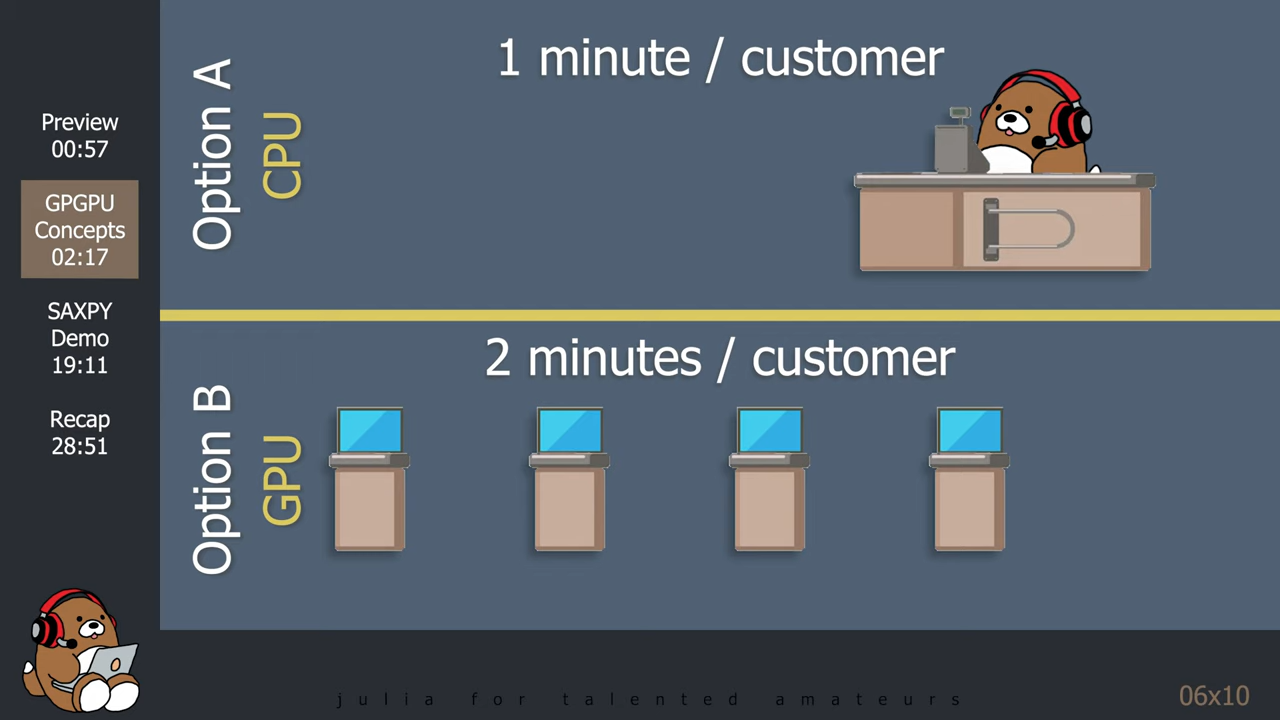 Preview
00:57
GPGPU
Concepts
02:17
SAXPY
Demo
19:11
Recap
28:51
Option A
CPU
1 minute / customer
Option B
GPU
2 minutes / customer
julia for talented amateurs
06x10